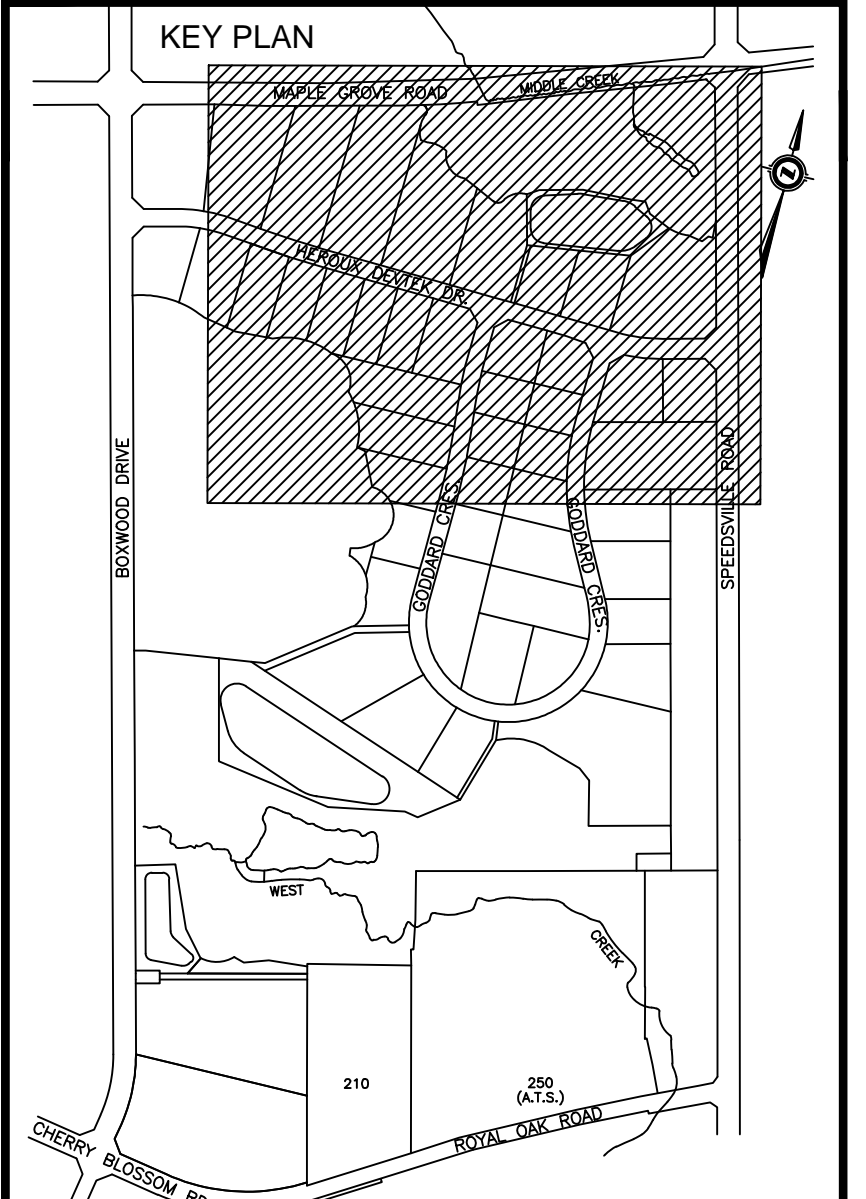 KEY PLAN
MAPLE GROVE ROAD
MIDDLE CREEK
HEROUX DEVTEK DR.
BOXWOOD DRIVE
SPEEDSVILLE ROAD
GODDARD CRES.
GODDARD CRES.
WEST
CREEK
210
250
(A.T.S.)
ROYAL OAK ROAD
CHERRY BLOSSOM RD